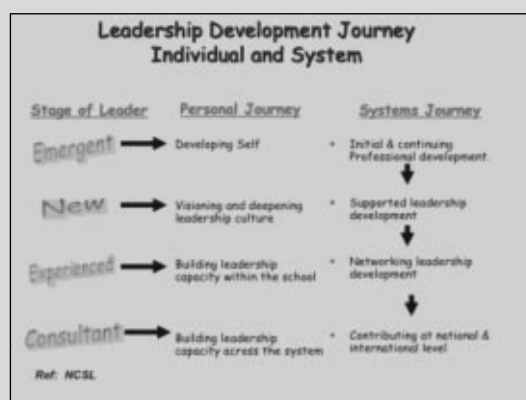 Leadership Development Journey
Individual and System
Stage of Leader
Personal Journey
Systems Journey
Emergent
Developing Self
• Initial & continuing
Professional development.
New
Visioning and deepening
leadership culture
• Supported leadership
development
Experienced
Building leadership
capacity within the school
• Networking leadership
development
Consultant
Building leadership
capacity across the system
• Contributing at national &
international level
Ref: NCSL